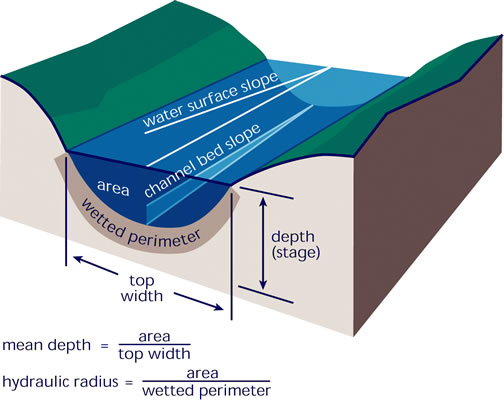 water surface slope
channel bed slope
area
wetted perimeter
depth
(stage)
top
width
mean depth = area
top width
hydraulic radius = area
wetted perimeter